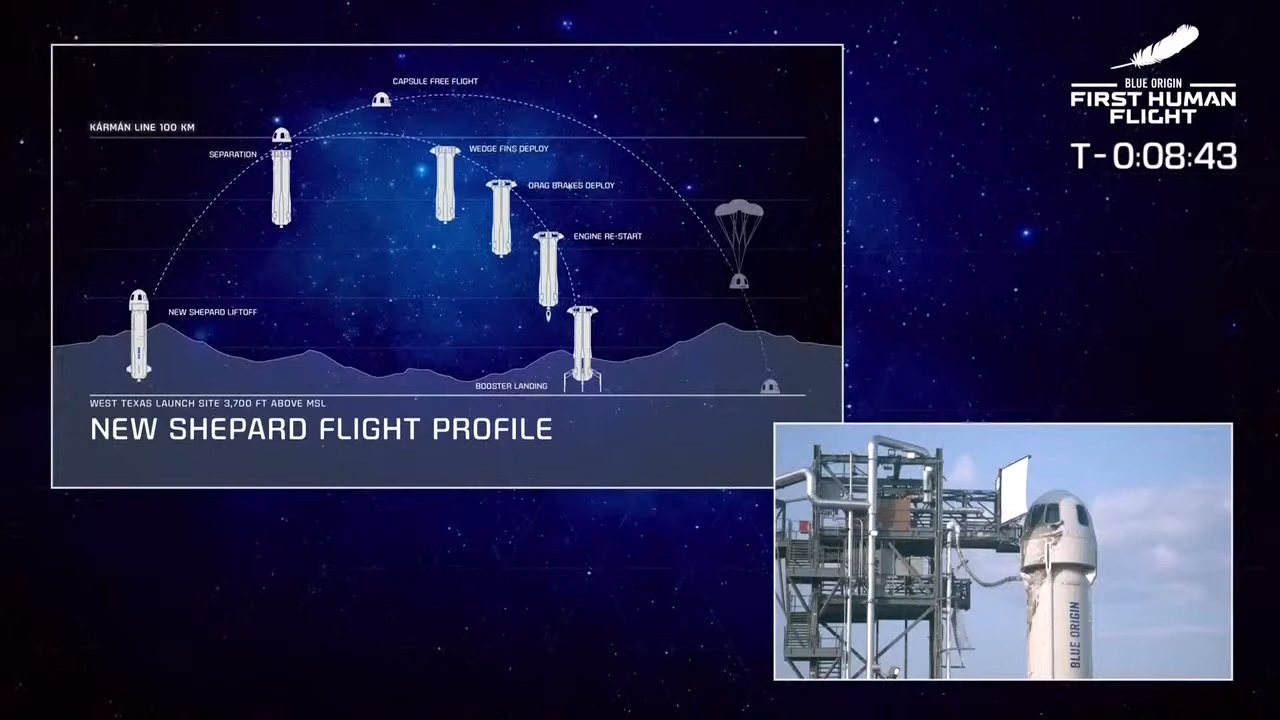 CAPSULE FREE FLIGHT
KÁRMÁN LINE 100 KM
SEPARATION
WEDGE FINS DEPLOY
DRAG BRAKES DEPLOY
ENGINE RE-START
NEW SHEPARD LIFTOFF
BOOSTER LANDING
WEST TEXAS LAUNCH SITE 3,700 FT ABOVE MSL
NEW SHEPARD FLIGHT PROFILE
BLUE ORIGIN
FIRST HUMAN
FLIGHT
T-0:08:43
BLUE ORIGIN